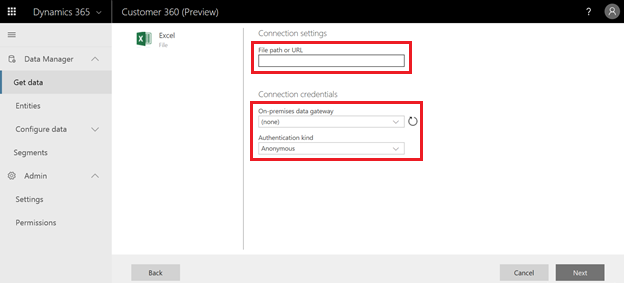 Dynamics 365
Customer 360 (Preview)
?
Data Manager
Get data
Entities
Configure data
Segments
Admin
Settings
Permissions
Excel
File
Connection settings
File path or URL
Connection credentials
On-premises data gateway
(none)
Authentication kind
Anonymous
Back
Cancel
Next